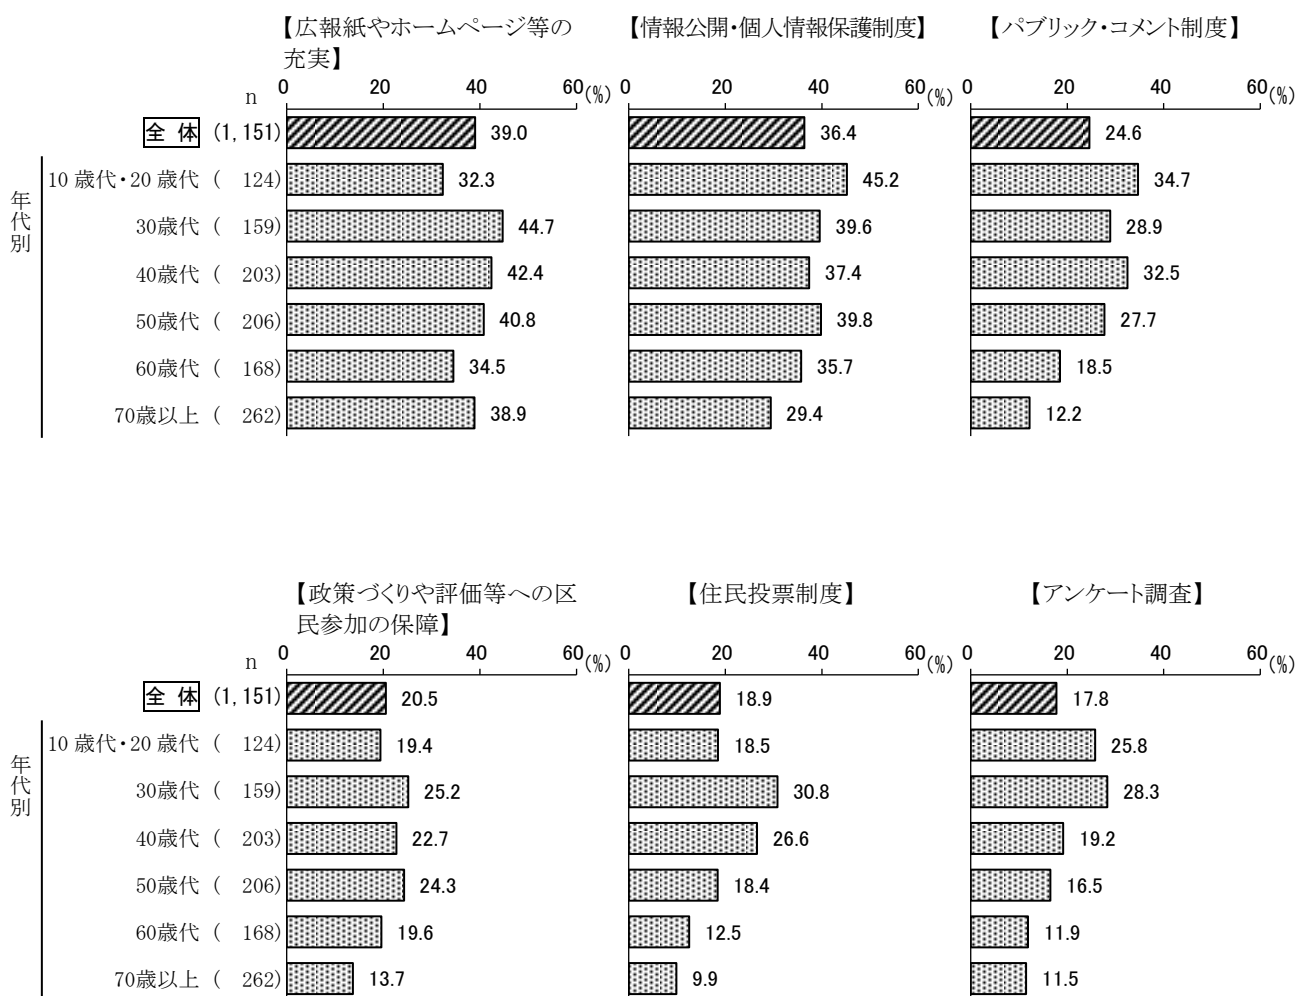 【広報紙やホームページ等の
充実】
【情報公開・個人情報保護制度】
【パブリック・コメント制度】
n
0 20 40 60(%)
0 20 40 60(%)
0 20 40 60(%)
全 体 (1,151) 39.0 36.4 24.6
年代別
10 歳代・20 歳代 ( 124) 32.3 45.2 34.7
30歳代 ( 159) 44.7 39.6 28.9
40歳代 ( 203) 42.4 37.4 32.5
50歳代 ( 206) 40.8 39.8 27.7
60歳代 ( 168) 34.5 35.7 18.5
70歳以上 ( 262) 38.9 29.4 12.2
【政策づくりや評価等への区
民参加の保障】
【住民投票制度】
【アンケート調査】
n
0 20 40 60(%)
0 20 40 60(%)
0 20 40 60(%)
全 体 (1,151) 20.5 18.9 17.8
年代別
10 歳代・20 歳代 ( 124) 19.4 18.5 25.8
30歳代 ( 159) 25.2 30.8 28.3
40歳代 ( 203) 22.7 26.6 19.2
50歳代 ( 206) 24.3 18.4 16.5
60歳代 ( 168) 19.6 12.5 11.9
70歳以上 ( 262) 13.7 9.9 11.5